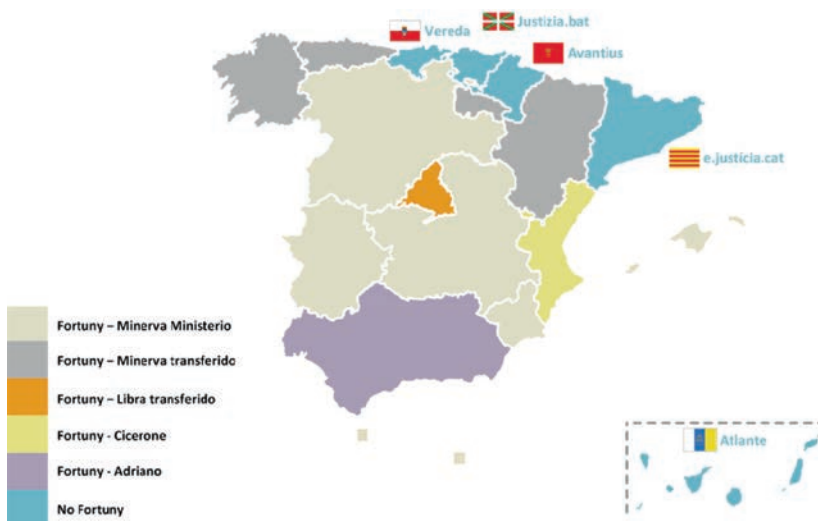 Vereda
Justizia.bat
Avantius
e.justícia.cat
Fortuny – Minerva Ministerio
Fortuny – Minerva transferido
Fortuny – Libra transferido
Fortuny - Cicerone
Fortuny - Adriano
No Fortuny
Atlante